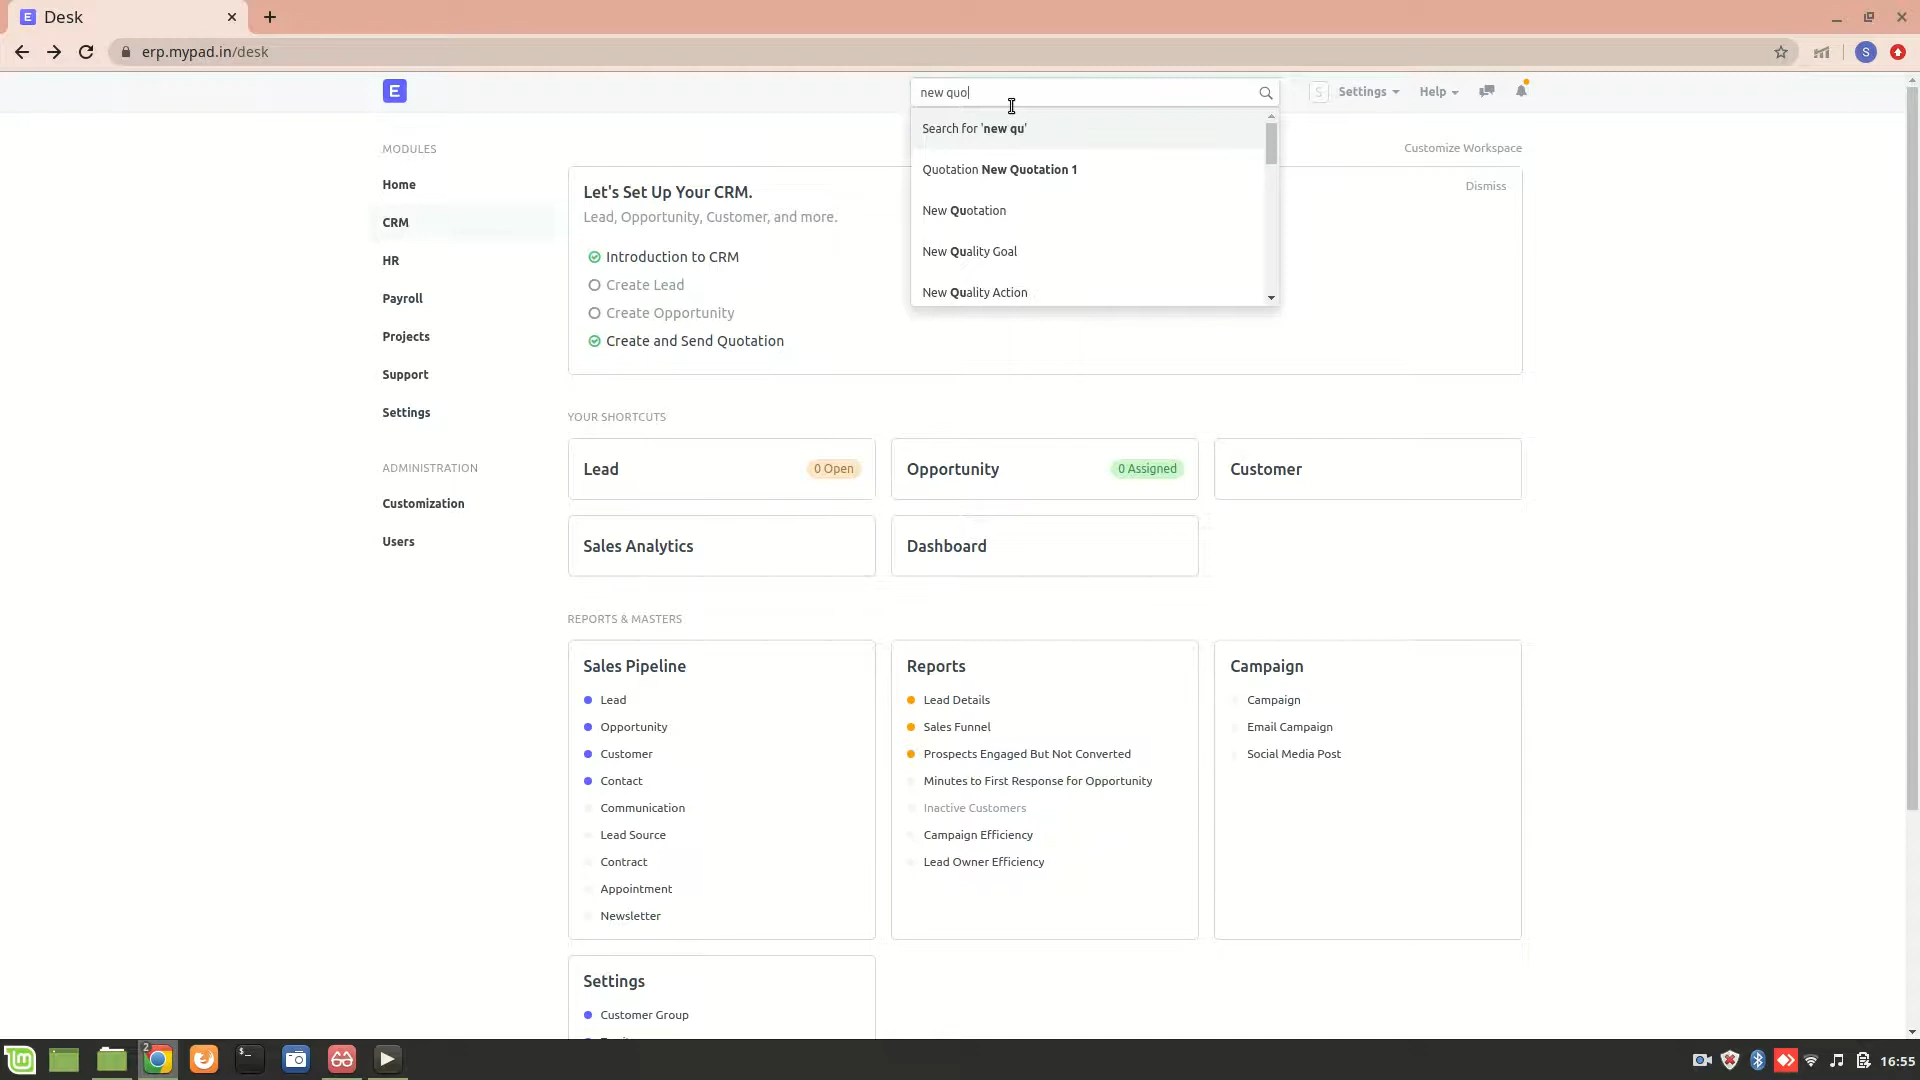 E Desk
erp.mypad.in/desk
S
E
new quo
S Settings Help
Search for 'new qu'
Quotation New Quotation 1
New Quotation
New Quality Goal
New Quality Action
MODULES
Home
CRM
HR
Payroll
Projects
Support
Settings
ADMINISTRATION
Customization
Users
Customize Workspace
Let's Set Up Your CRM.
Dismiss
Lead, Opportunity, Customer, and more.
Introduction to CRM
Create Lead
Create Opportunity
Create and Send Quotation
YOUR SHORTCUTS
Lead 0 Open
Opportunity 0 Assigned
Customer
Sales Analytics
Dashboard
REPORTS & MASTERS
Sales Pipeline
Lead
Opportunity
Customer
Contact
Communication
Lead Source
Contract
Appointment
Newsletter
Reports
Lead Details
Sales Funnel
Prospects Engaged But Not Converted
Minutes to First Response for Opportunity
Inactive Customers
Campaign Efficiency
Lead Owner Efficiency
Campaign
Campaign
Email Campaign
Social Media Post
Settings
Customer Group
2
16:55